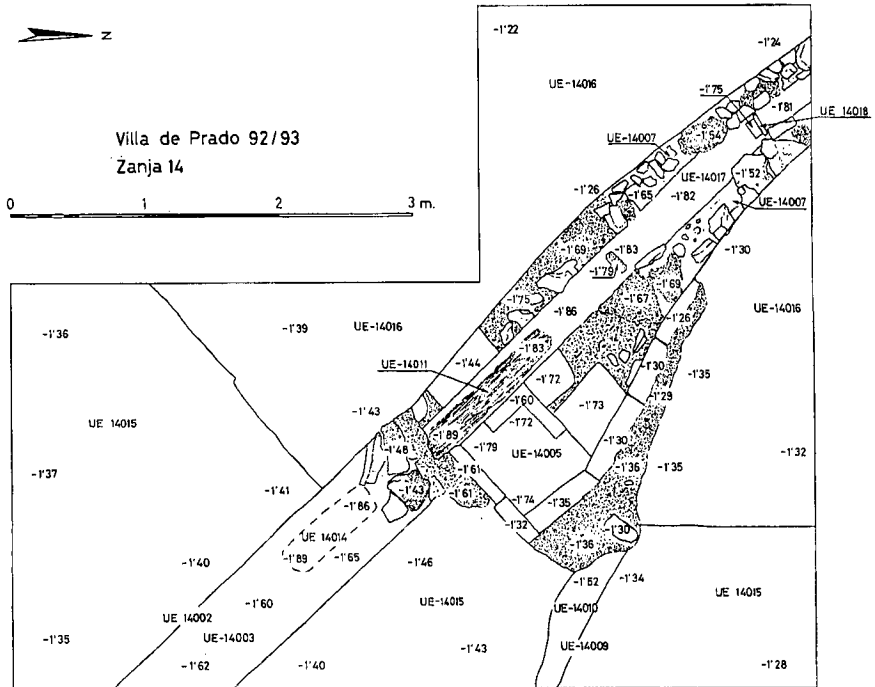 -1'22
-1'24
Z
UE-14016
-1'75
-1'81
UE 14018
Villa de Prado 92/93
Zanja 14
UE-14007
-1'54
UE-14017
-1'52
-1'26
-1'65
-1'82
UE-14007
0 1 2 3 m.
-1'69
-1'83
-1'79
-1'30
-1'75
-1'67
-1'69
-1'86
-1'26
UE-14016
-1'36
-1'39
UE-14016
-1'83
UE-14011
-1'44
-1'72
-1'30
-1'35
-1'29
-1'60
-1'73
-1'43
-1'72
UE 14015
-1'48
-1'89
-1'79
UE-14005
-1'30
-1'32
-1'37
-1'61
-1'36
-1'35
-1'41
-1'43
-1'61
-1'74
-1'35
-1'86
-1'32
-1'30
UE 14014
-1'36
-1'89
-1'65
-1'40
-1'46
-1'52
-1'34
-1'60
UE-14015
UE 14015
UE 14002
UE-14010
-1'35
UE-14003
-1'43
UE-14009
-1'62
-1'40
-1'28